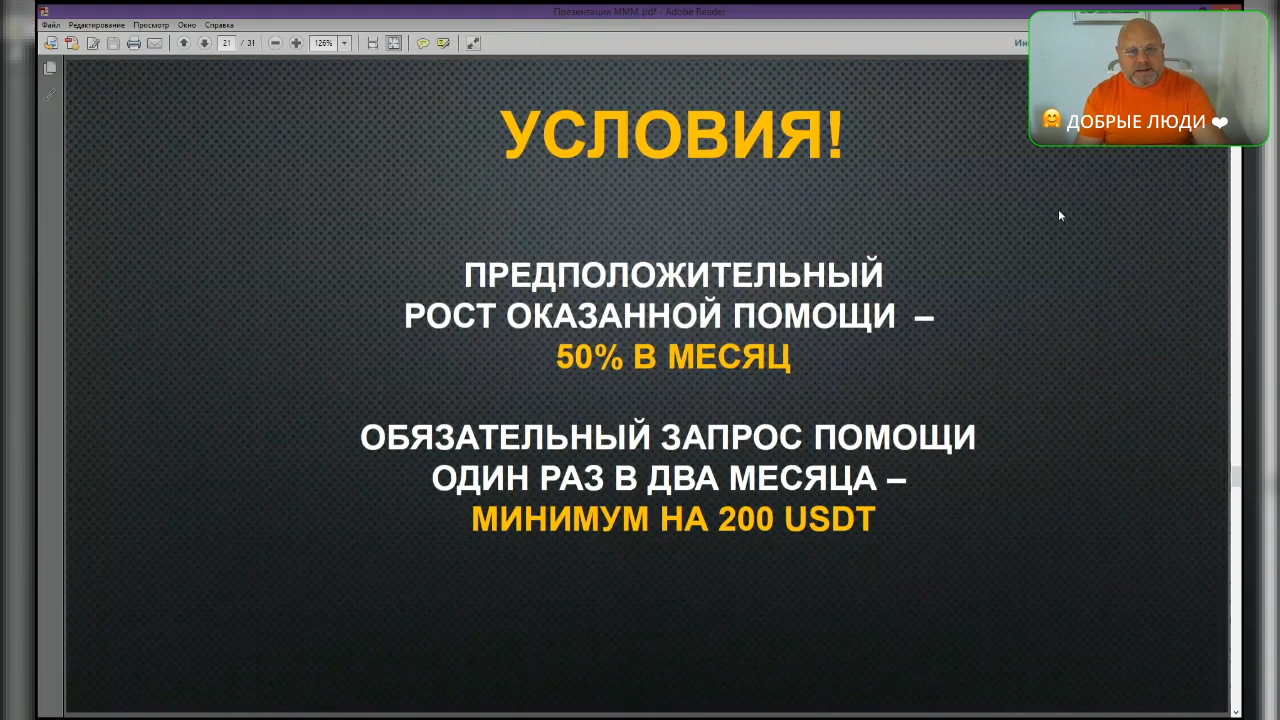 Презентация МММ.pdf - Adobe Reader
Файл Редактирование Просмотр Окно Справка
21 / 31 126%
🤗 ДОБРЫЕ ЛЮДИ ❤
УСЛОВИЯ!
ПРЕДПОЛОЖИТЕЛЬНЫЙ
РОСТ ОКАЗАННОЙ ПОМОЩИ –
50% В МЕСЯЦ
ОБЯЗАТЕЛЬНЫЙ ЗАПРОС ПОМОЩИ
ОДИН РАЗ В ДВА МЕСЯЦА –
МИНИМУМ НА 200 USDT